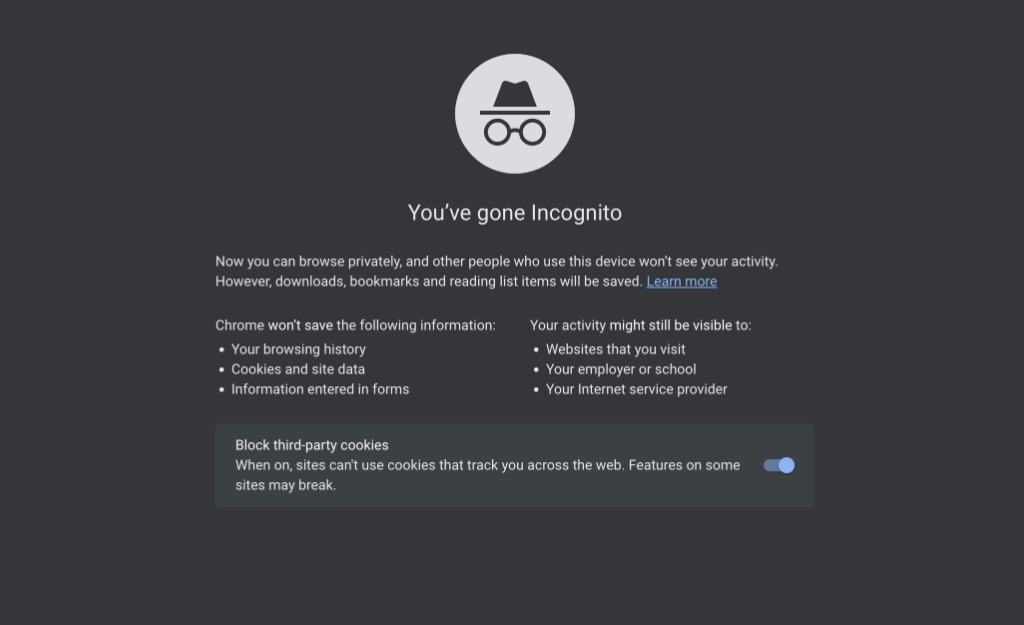 You've gone Incognito
Now you can browse privately, and other people who use this device won't see your activity.
However, downloads, bookmarks and reading list items will be saved. Learn more
Chrome won't save the following information:
• Your browsing history
• Cookies and site data
• Information entered in forms
Your activity might still be visible to:
• Websites that you visit
• Your employer or school
• Your Internet service provider
Block third-party cookies
When on, sites can't use cookies that track you across the web. Features on some
sites may break.